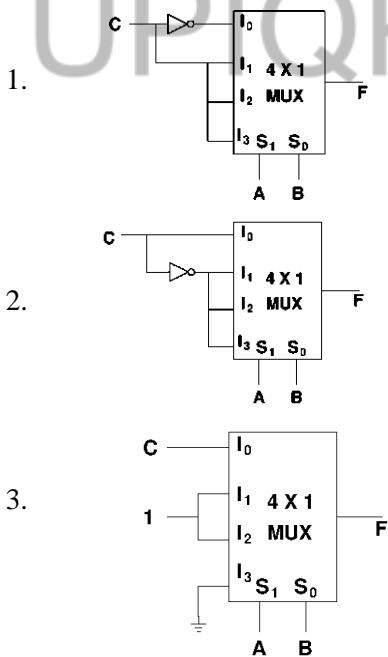 UPIQR
C I₀
1. I₁ 4 X 1
I₂ MUX F
I₃ S₁ S₀
A B
C I₀
2. I₁ 4 X 1
I₂ MUX F
I₃ S₁ S₀
A B
C I₀
3. 1 I₁ 4 X 1
I₂ MUX F
I₃ S₁ S₀
A B